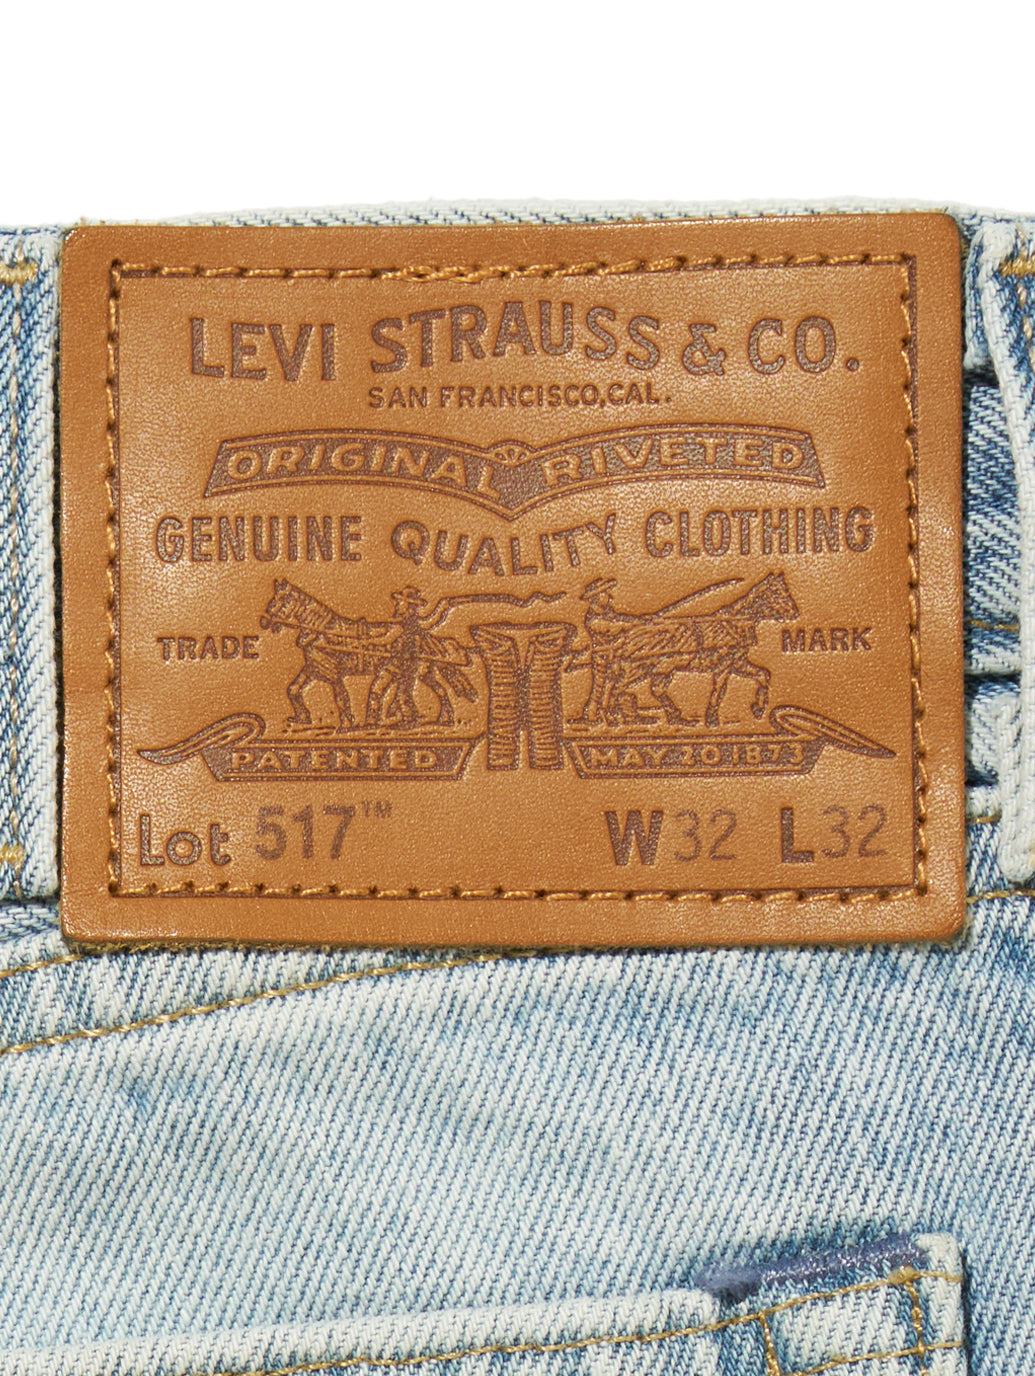 LEVI STRAUSS & CO.
SAN FRANCISCO, CAL.
ORIGINAL RIVETED
GENUINE QUALITY CLOTHING
TRADE MARK
PATENTED MAY 20 1873
Lot 517™ W32 L32